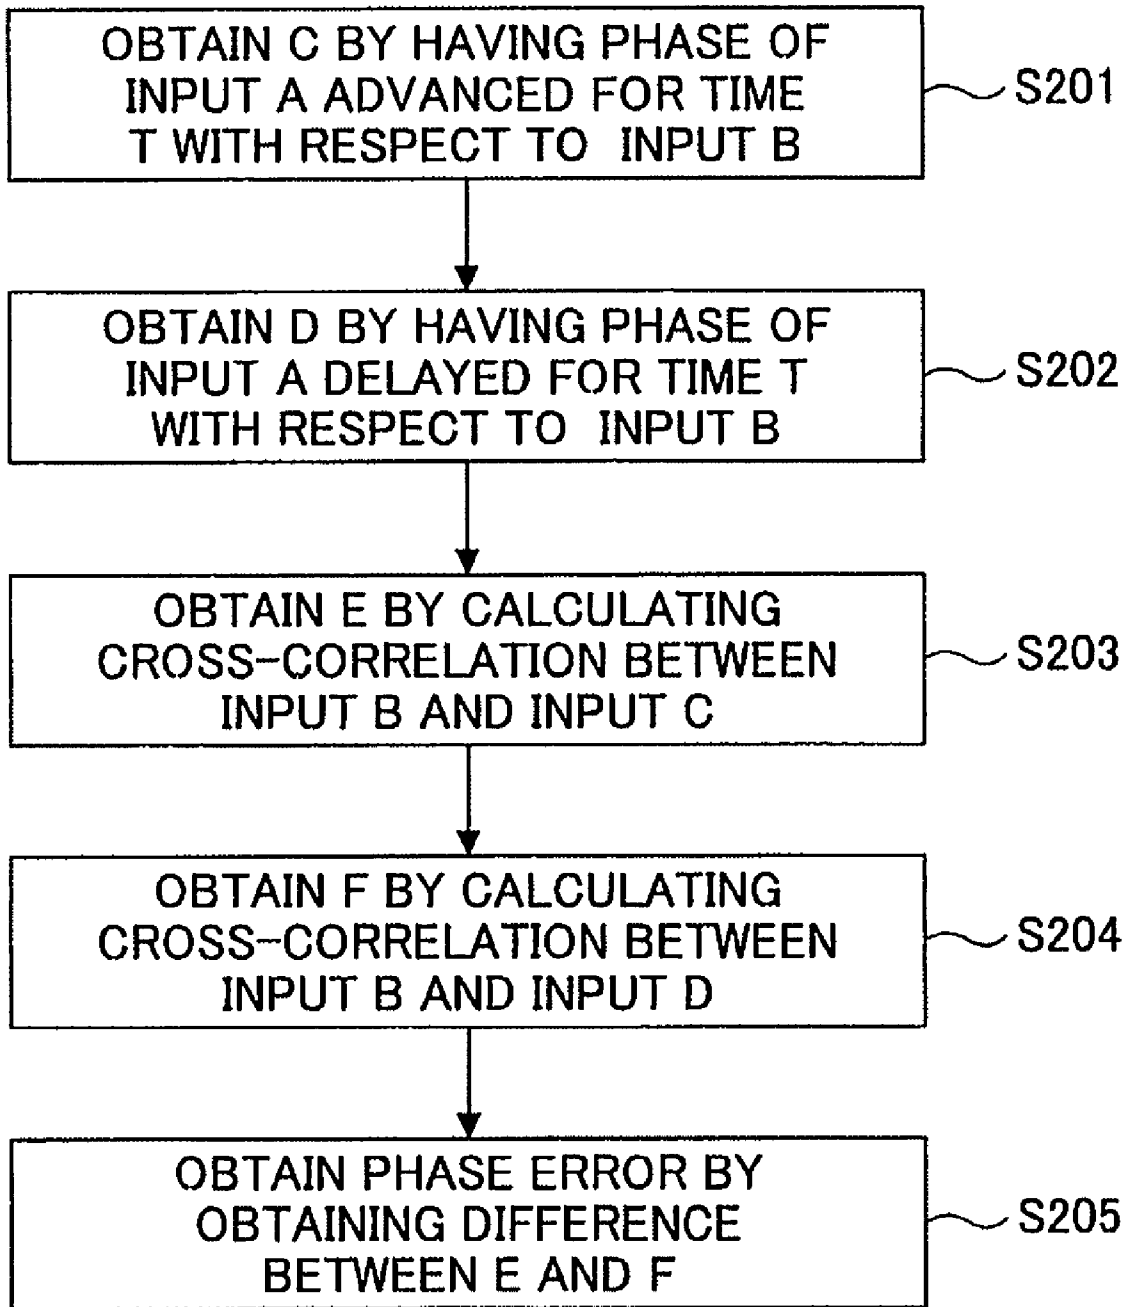 OBTAIN C BY HAVING PHASE OF
INPUT A ADVANCED FOR TIME
T WITH RESPECT TO INPUT B
S201
OBTAIN D BY HAVING PHASE OF
INPUT A DELAYED FOR TIME T
WITH RESPECT TO INPUT B
S202
OBTAIN E BY CALCULATING
CROSS-CORRELATION BETWEEN
INPUT B AND INPUT C
S203
OBTAIN F BY CALCULATING
CROSS-CORRELATION BETWEEN
INPUT B AND INPUT D
S204
OBTAIN PHASE ERROR BY
OBTAINING DIFFERENCE
BETWEEN E AND F
S205